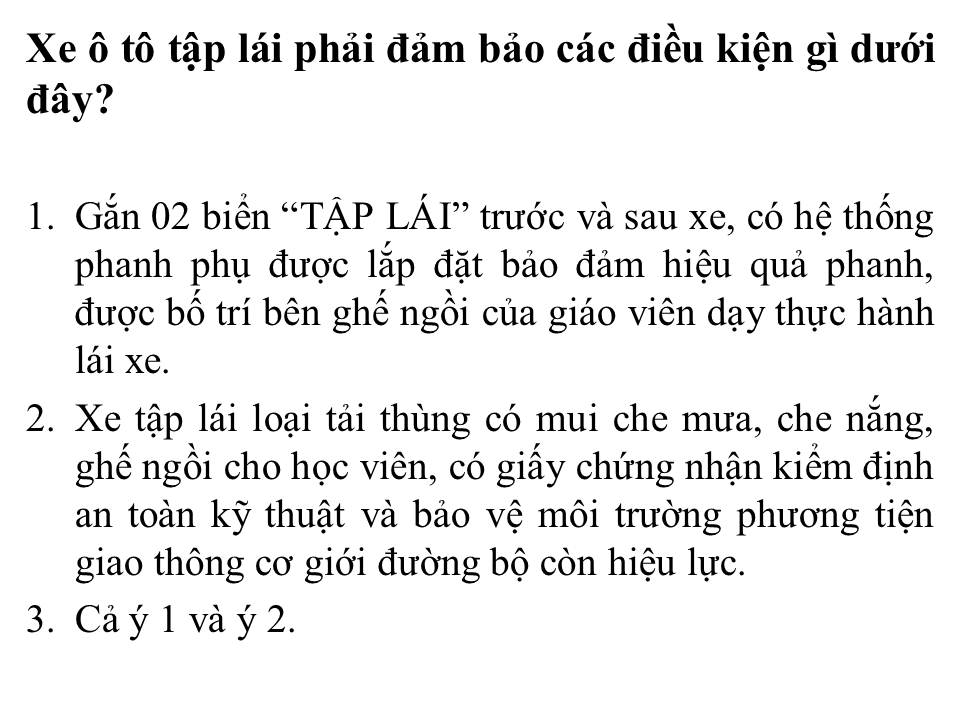 Xe ô tô tập lái phải đảm bảo các điều kiện gì dưới
đây?
1. Gắn 02 biển “TẬP LÁI” trước và sau xe, có hệ thống
phanh phụ được lắp đặt bảo đảm hiệu quả phanh,
được bố trí bên ghế ngồi của giáo viên dạy thực hành
lái xe.
2. Xe tập lái loại tải thùng có mui che mưa, che nắng,
ghế ngồi cho học viên, có giấy chứng nhận kiểm định
an toàn kỹ thuật và bảo vệ môi trường phương tiện
giao thông cơ giới đường bộ còn hiệu lực.
3. Cả ý 1 và ý 2.